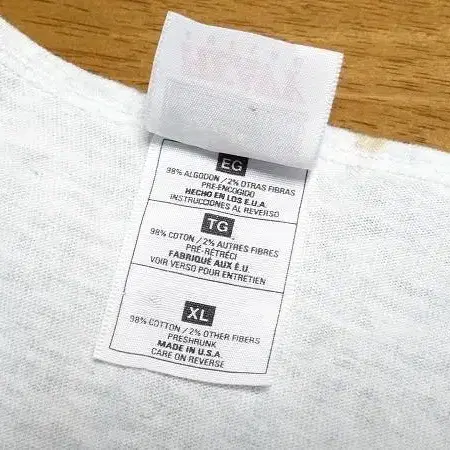 EG
98% ALGODON / 2% OTRAS FIBRAS
PRE-ENCOGIDO
HECHO EN LOS E.U.A.
INSTRUCCIONES AL REVERSO
TG
98% COTON / 2% AUTRES FIBRES
PRÉ-RÉTRÉCI
FABRIQUÉ AUX É.U.
VOIR VERSO POUR ENTRETIEN
XL
98% COTTON / 2% OTHER FIBERS
PRESHRUNK
MADE IN U.S.A.
CARE ON REVERSE